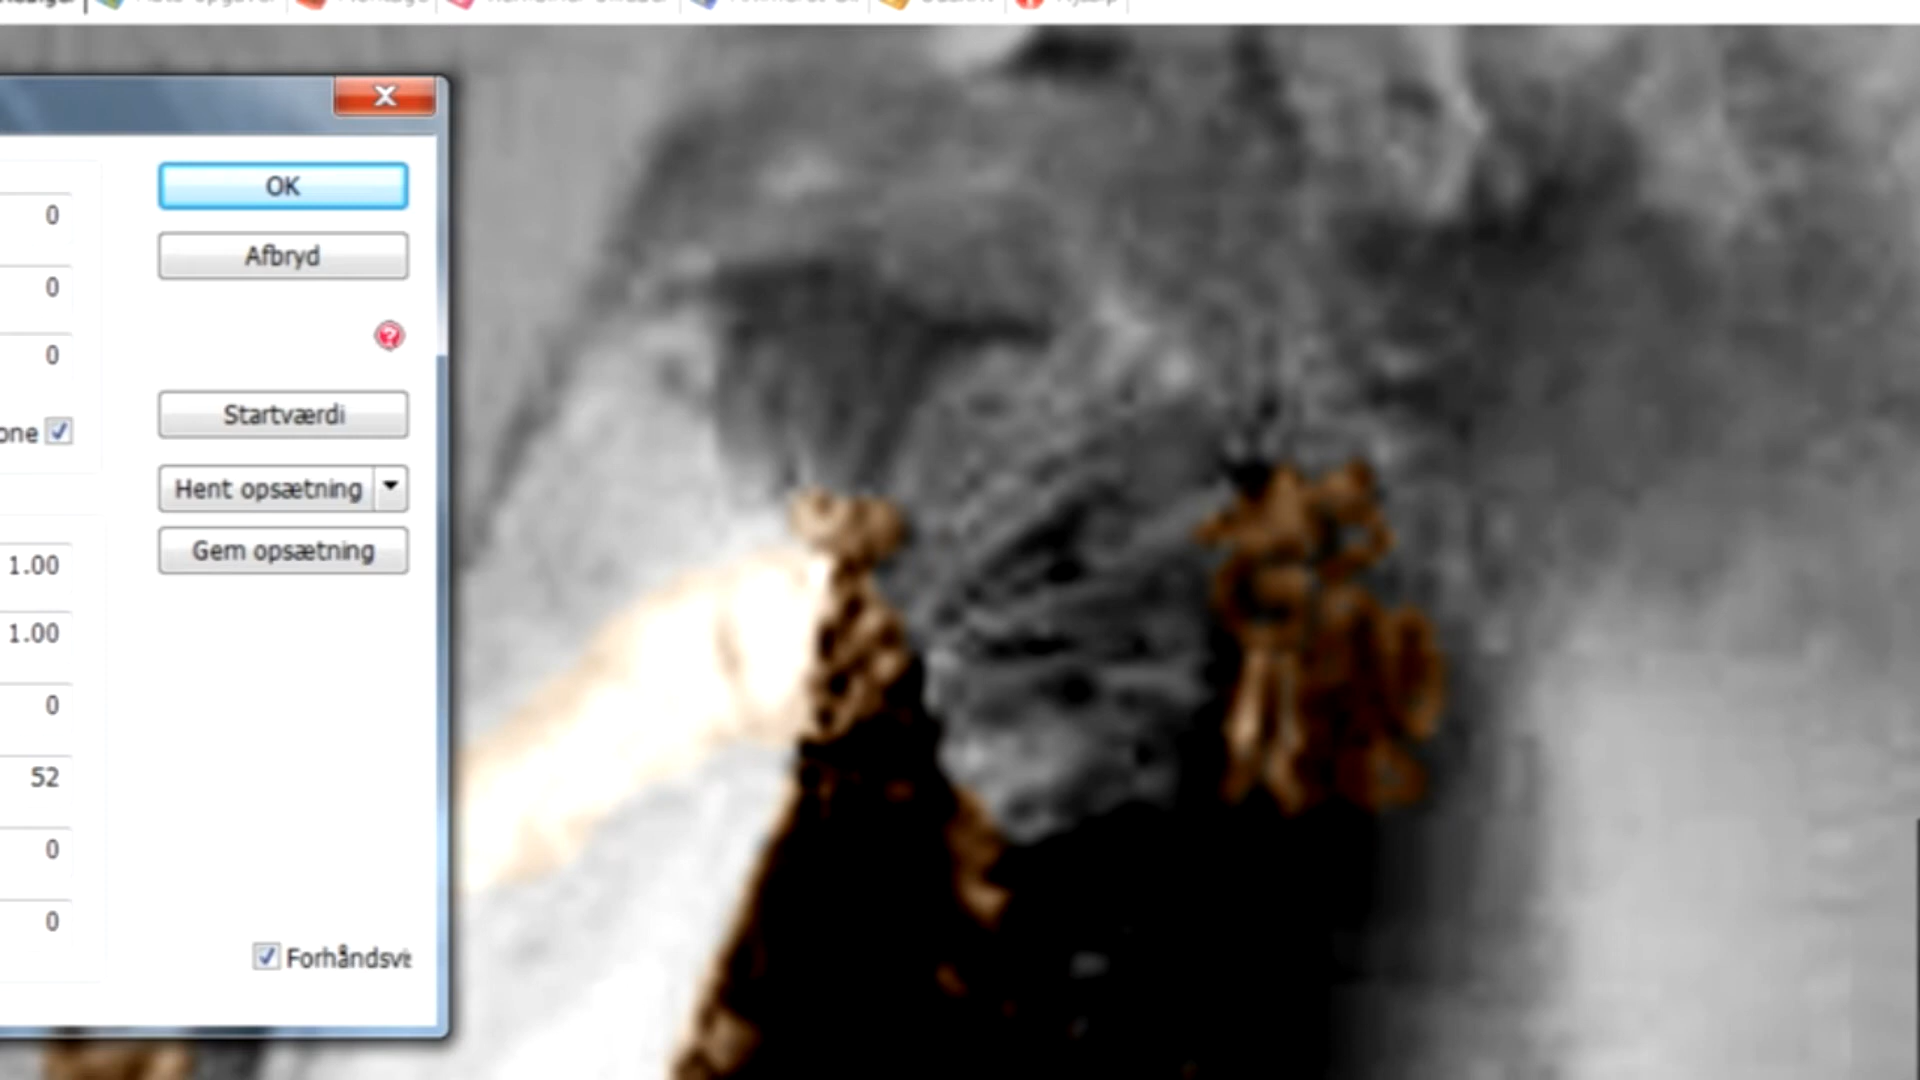 OK
0
Afbryd
0
0
Startværdi
one
Hent opsætning
Gem opsætning
1.00
1.00
0
52
0
0
Forhåndsvis